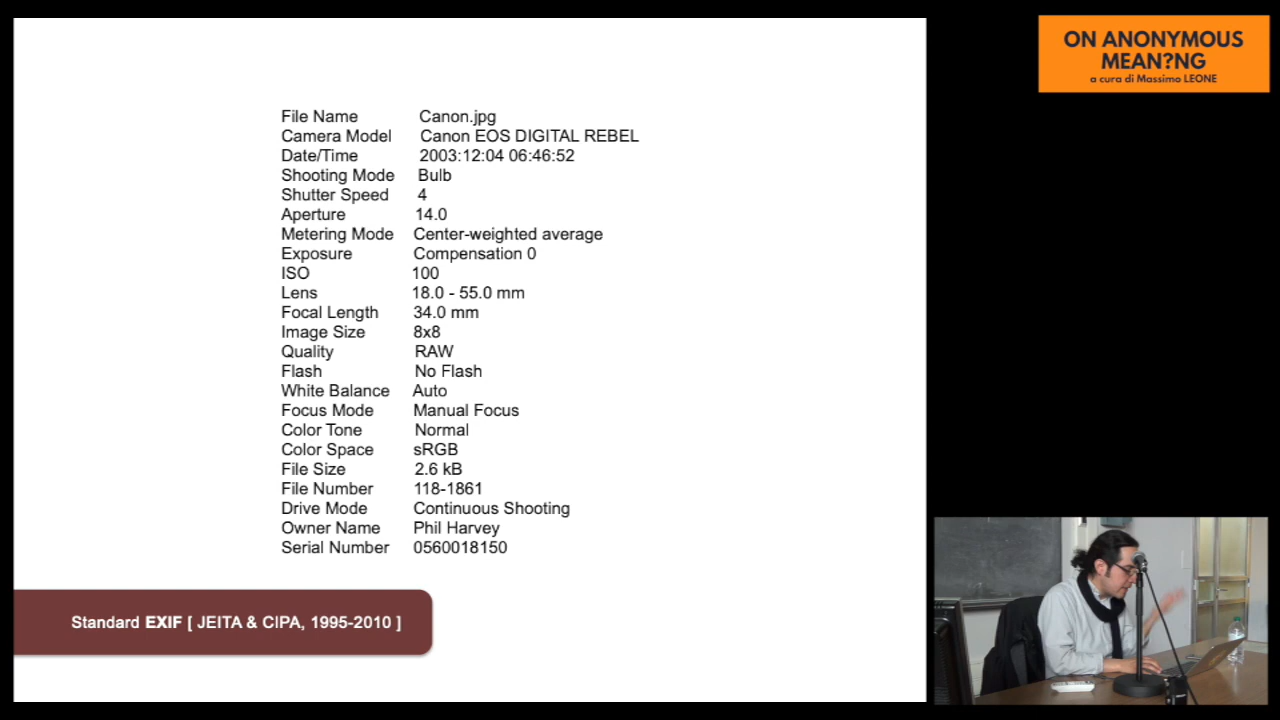 ON ANONYMOUS
MEAN?NG
a cura di Massimo LEONE
File Name Canon.jpg
Camera Model Canon EOS DIGITAL REBEL
Date/Time 2003:12:04 06:46:52
Shooting Mode Bulb
Shutter Speed 4
Aperture 14.0
Metering Mode Center-weighted average
Exposure Compensation 0
ISO 100
Lens 18.0 - 55.0 mm
Focal Length 34.0 mm
Image Size 8x8
Quality RAW
Flash No Flash
White Balance Auto
Focus Mode Manual Focus
Color Tone Normal
Color Space sRGB
File Size 2.6 kB
File Number 118-1861
Drive Mode Continuous Shooting
Owner Name Phil Harvey
Serial Number 0560018150
Standard EXIF [ JEITA & CIPA, 1995-2010 ]